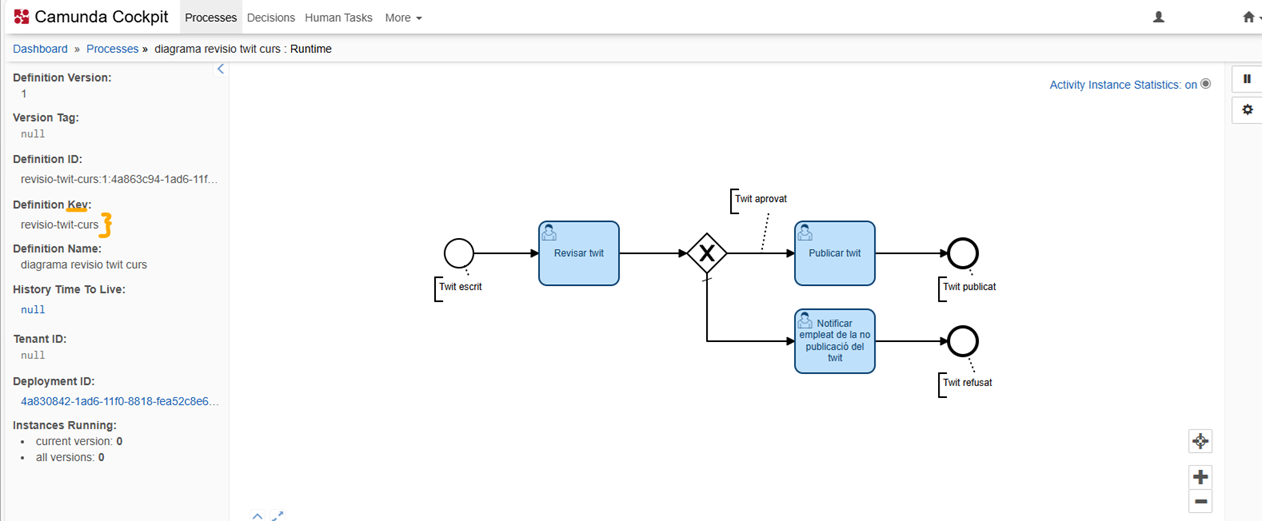 Camunda Cockpit Processes Decisions Human Tasks More
Dashboard » Processes » diagrama revisio twit curs : Runtime
Definition Version:
1
Version Tag:
null
Definition ID:
revisio-twit-curs:1:4a863c94-1ad6-11f...
Definition Key:
revisio-twit-curs
Definition Name:
diagrama revisio twit curs
History Time To Live:
null
Tenant ID:
null
Deployment ID:
4a830842-1ad6-11f0-8818-fea52c8e6...
Instances Running:
current version: 0
all versions: 0
Activity Instance Statistics: on
Twit escrit
Revisar twit
X
Twit aprovat
Publicar twit
Twit publicat
Notificar
empleat de la no
publicació del
twit
Twit refusat